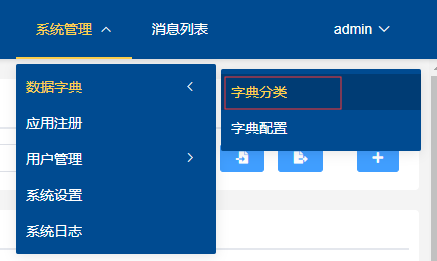 系统管理 消息列表 admin
数据字典
应用注册
用户管理
系统设置
系统日志
字典分类
字典配置